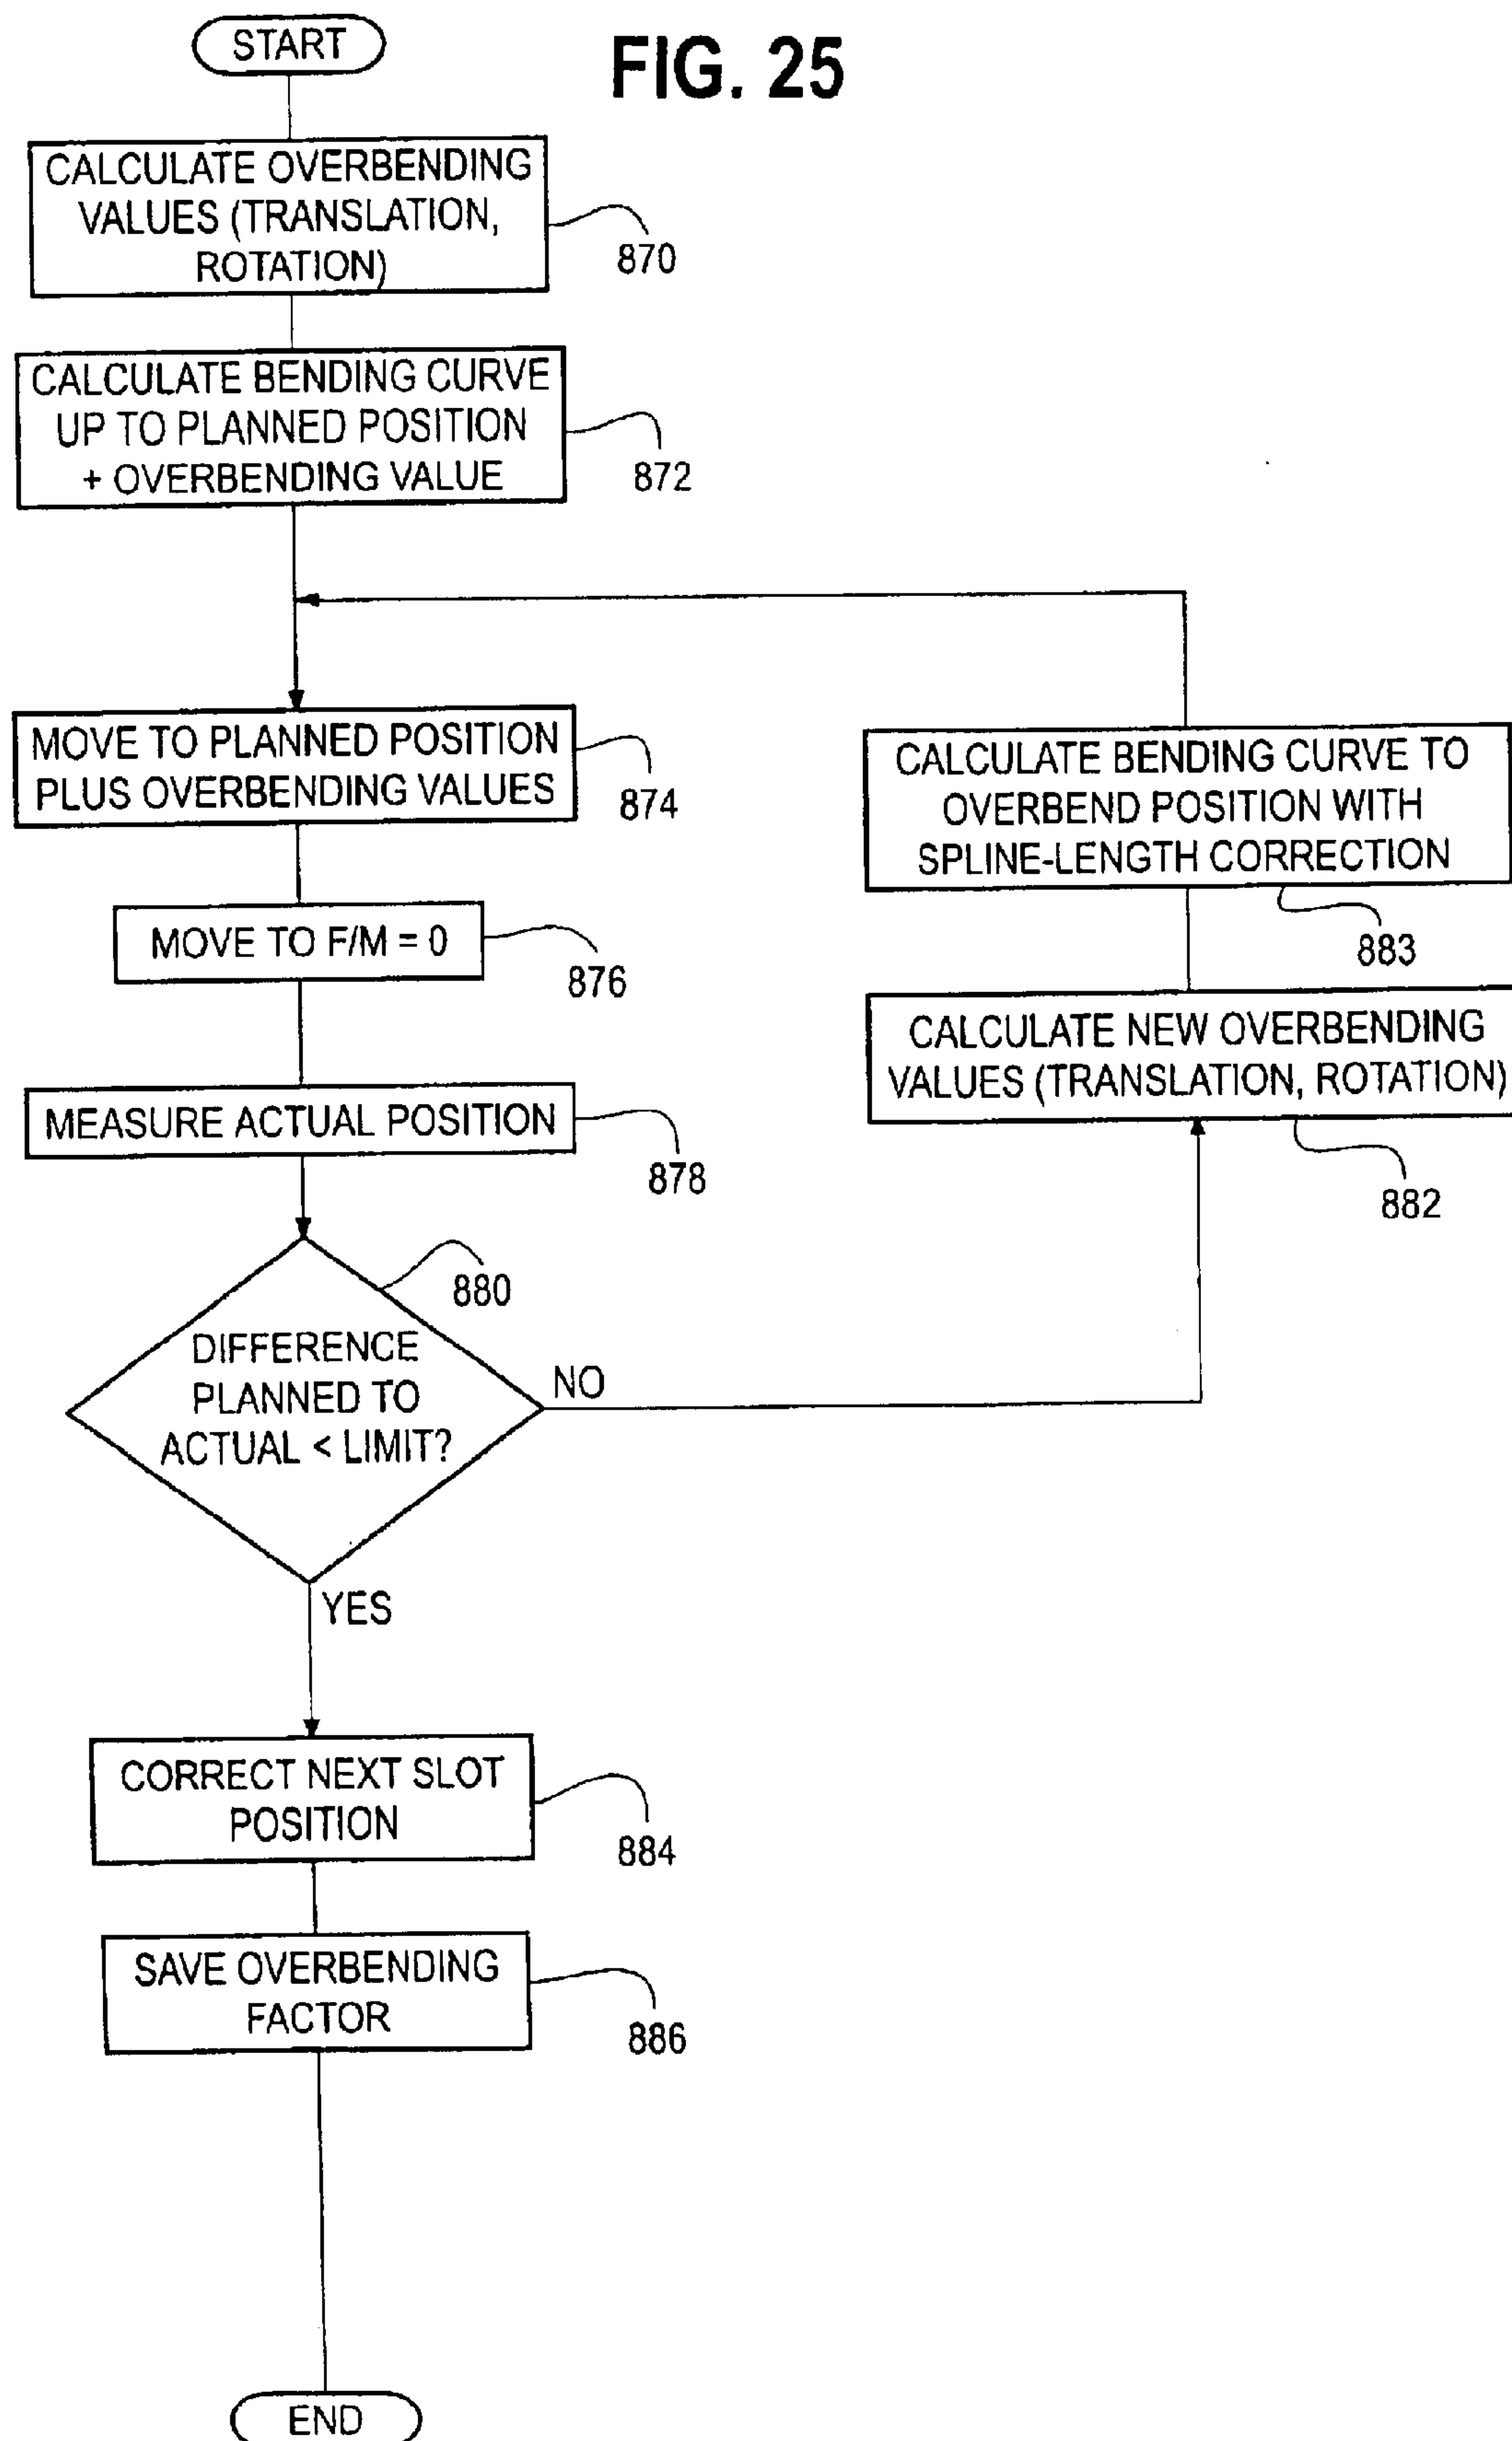 START
FIG. 25
CALCULATE OVERBENDING
VALUES (TRANSLATION,
ROTATION)
870
CALCULATE BENDING CURVE
UP TO PLANNED POSITION
+ OVERBENDING VALUE
872
MOVE TO PLANNED POSITION
PLUS OVERBENDING VALUES
874
MOVE TO F/M = 0
876
MEASURE ACTUAL POSITION
878
DIFFERENCE
PLANNED TO
ACTUAL < LIMIT?
880
NO
CALCULATE NEW OVERBENDING
VALUES (TRANSLATION, ROTATION)
882
CALCULATE BENDING CURVE TO
OVERBEND POSITION WITH
SPLINE-LENGTH CORRECTION
883
YES
CORRECT NEXT SLOT
POSITION
884
SAVE OVERBENDING
FACTOR
886
END